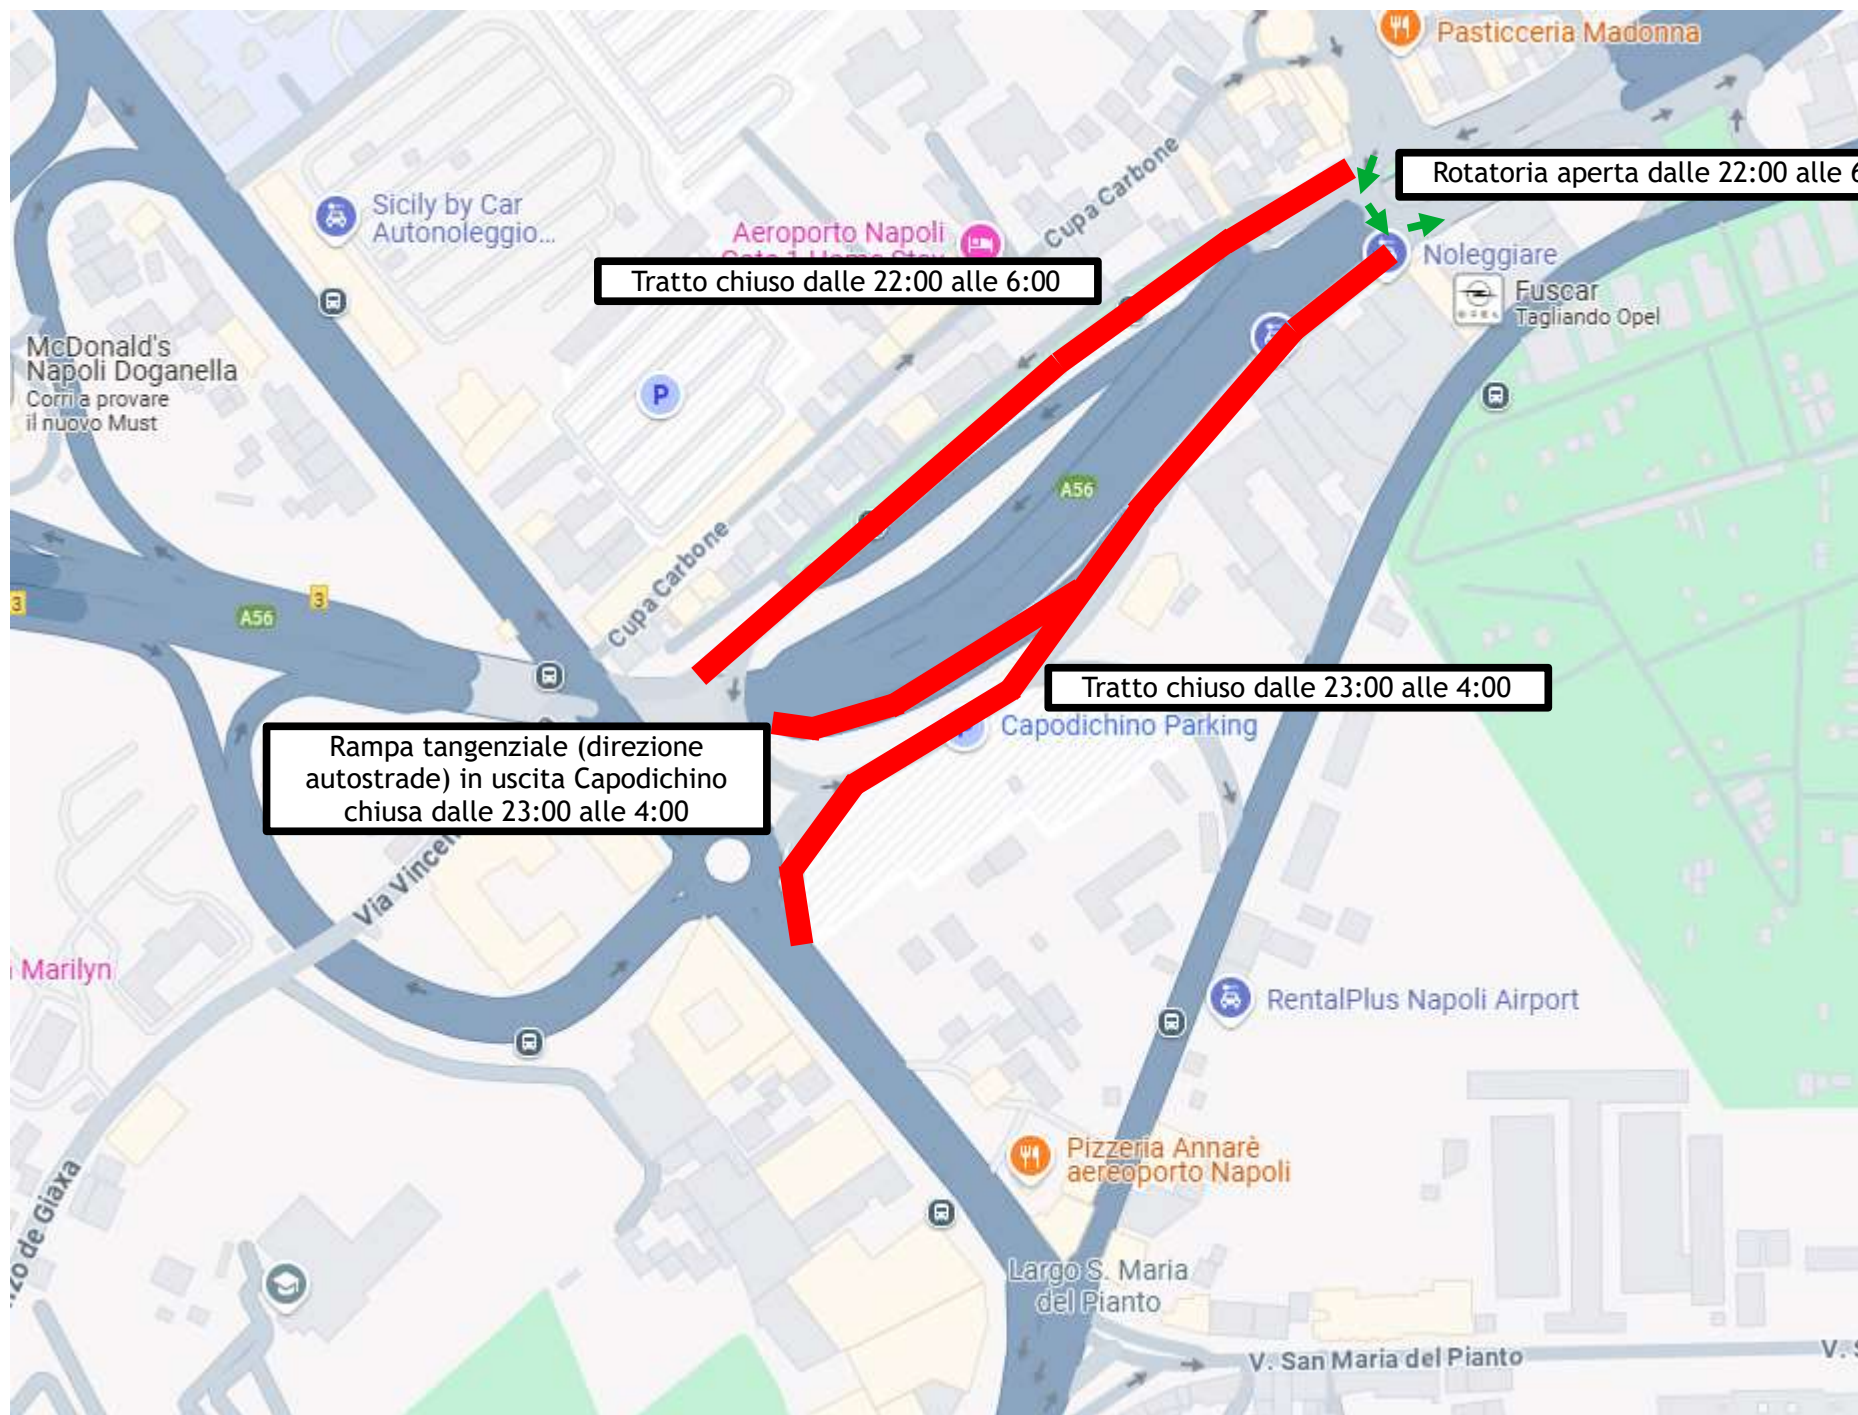 Pasticceria Madonna
Rotatoria aperta dalle 22:00 alle
Sicily by Car
Autonoleggio...
Aeroporto Napoli
Cupa Carbone
Noleggiare
Tratto chiuso dalle 22:00 alle 6:00
Fuscar
Tagliando Opel
McDonald's
Napoli Doganella
Corri a provare
il nuovo Must
P
A56
Cupa Carbone
3
3
A56
Tratto chiuso dalle 23:00 alle 4:00
Capodichino Parking
Rampa tangenziale (direzione
autostrade) in uscita Capodichino
chiusa dalle 23:00 alle 4:00
Via
Marilyn
RentalPlus Napoli Airport
Pizzeria Annarè
aereoporto Napoli
de Giaxa
Largo S. Maria
del Pianto
V. San Maria del Pianto
V.